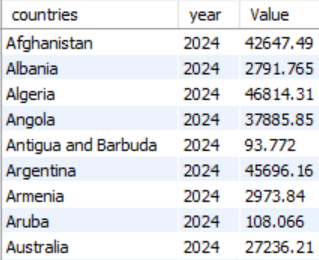 countries year Value
Afghanistan 2024 42647.49
Albania 2024 2791.765
Algeria 2024 46814.31
Angola 2024 37885.85
Antigua and Barbuda 2024 93.772
Argentina 2024 45696.16
Armenia 2024 2973.84
Aruba 2024 108.066
Australia 2024 27236.21